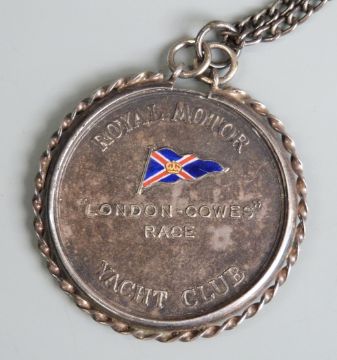 ROYAL MOTOR
"LONDON-COWES"
RACE
YACHT CLUB